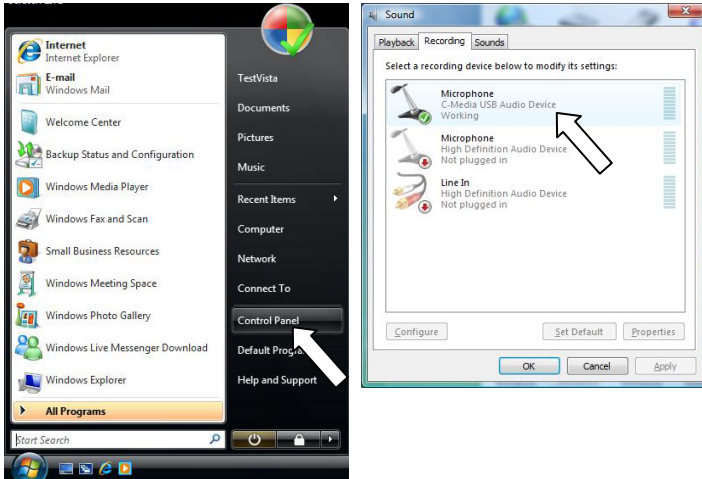 Internet
Internet Explorer
E-mail
Windows Mail
Welcome Center
Backup Status and Configuration
Windows Media Player
Windows Fax and Scan
Small Business Resources
Windows Meeting Space
Windows Photo Gallery
Windows Live Messenger Download
Windows Explorer
All Programs
Start Search
TestVista
Documents
Pictures
Music
Recent Items
Computer
Network
Connect To
Control Panel
Default
Help and Support
Sound
Playback Recording Sounds
Select a recording device below to modify its settings:
Microphone
C-Media USB Audio Device
Working
Microphone
High Definition Audio Device
Not plugged in
Line In
High Definition Audio Device
Not plugged in
Configure Set Default Properties
OK Cancel Apply